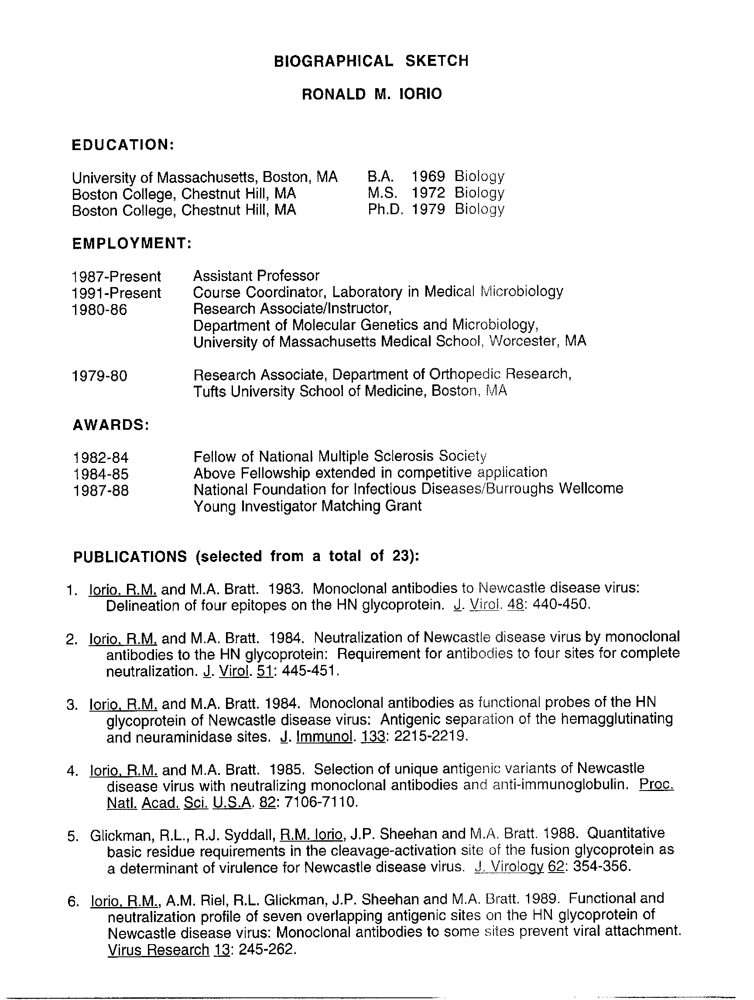 BIOGRAPHICAL SKETCH
RONALD M. IORIO
EDUCATION:
University of Massachusetts, Boston, MA B.A. 1969 Biology
Boston College, Chestnut Hill, MA M.S. 1972 Biology
Boston College, Chestnut Hill, MA Ph.D. 1979 Biology
EMPLOYMENT:
1987-Present Assistant Professor
1991-Present Course Coordinator, Laboratory in Medical Microbiology
1980-86 Research Associate/Instructor,
Department of Molecular Genetics and Microbiology,
University of Massachusetts Medical School, Worcester, MA
1979-80 Research Associate, Department of Orthopedic Research,
Tufts University School of Medicine, Boston, MA
AWARDS:
1982-84 Fellow of National Multiple Sclerosis Society
1984-85 Above Fellowship extended in competitive application
1987-88 National Foundation for Infectious Diseases/Burroughs Wellcome
Young Investigator Matching Grant
PUBLICATIONS (selected from a total of 23):
1. Iorio, R.M. and M.A. Bratt. 1983. Monoclonal antibodies to Newcastle disease virus:
Delineation of four epitopes on the HN glycoprotein. J. Virol. 48: 440-450.
2. Iorio, R.M. and M.A. Bratt. 1984. Neutralization of Newcastle disease virus by monoclonal
antibodies to the HN glycoprotein: Requirement for antibodies to four sites for complete
neutralization. J. Virol. 51: 445-451.
3. Iorio, R.M. and M.A. Bratt. 1984. Monoclonal antibodies as functional probes of the HN
glycoprotein of Newcastle disease virus: Antigenic separation of the hemagglutinating
and neuraminidase sites. J. Immunol. 133: 2215-2219.
4. Iorio, R.M. and M.A. Bratt. 1985. Selection of unique antigenic variants of Newcastle
disease virus with neutralizing monoclonal antibodies and anti-immunoglobulin. Proc.
Natl. Acad. Sci. U.S.A. 82: 7106-7110.
5. Glickman, R.L., R.J. Syddall, R.M. Iorio, J.P. Sheehan and M.A. Bratt. 1988. Quantitative
basic residue requirements in the cleavage-activation site of the fusion glycoprotein as
a determinant of virulence for Newcastle disease virus. J. Virology 62: 354-356.
6. Iorio, R.M., A.M. Riel, R.L. Glickman, J.P. Sheehan and M.A. Bratt. 1989. Functional and
neutralization profile of seven overlapping antigenic sites on the HN glycoprotein of
Newcastle disease virus: Monoclonal antibodies to some sites prevent viral attachment.
Virus Research 13: 245-262.